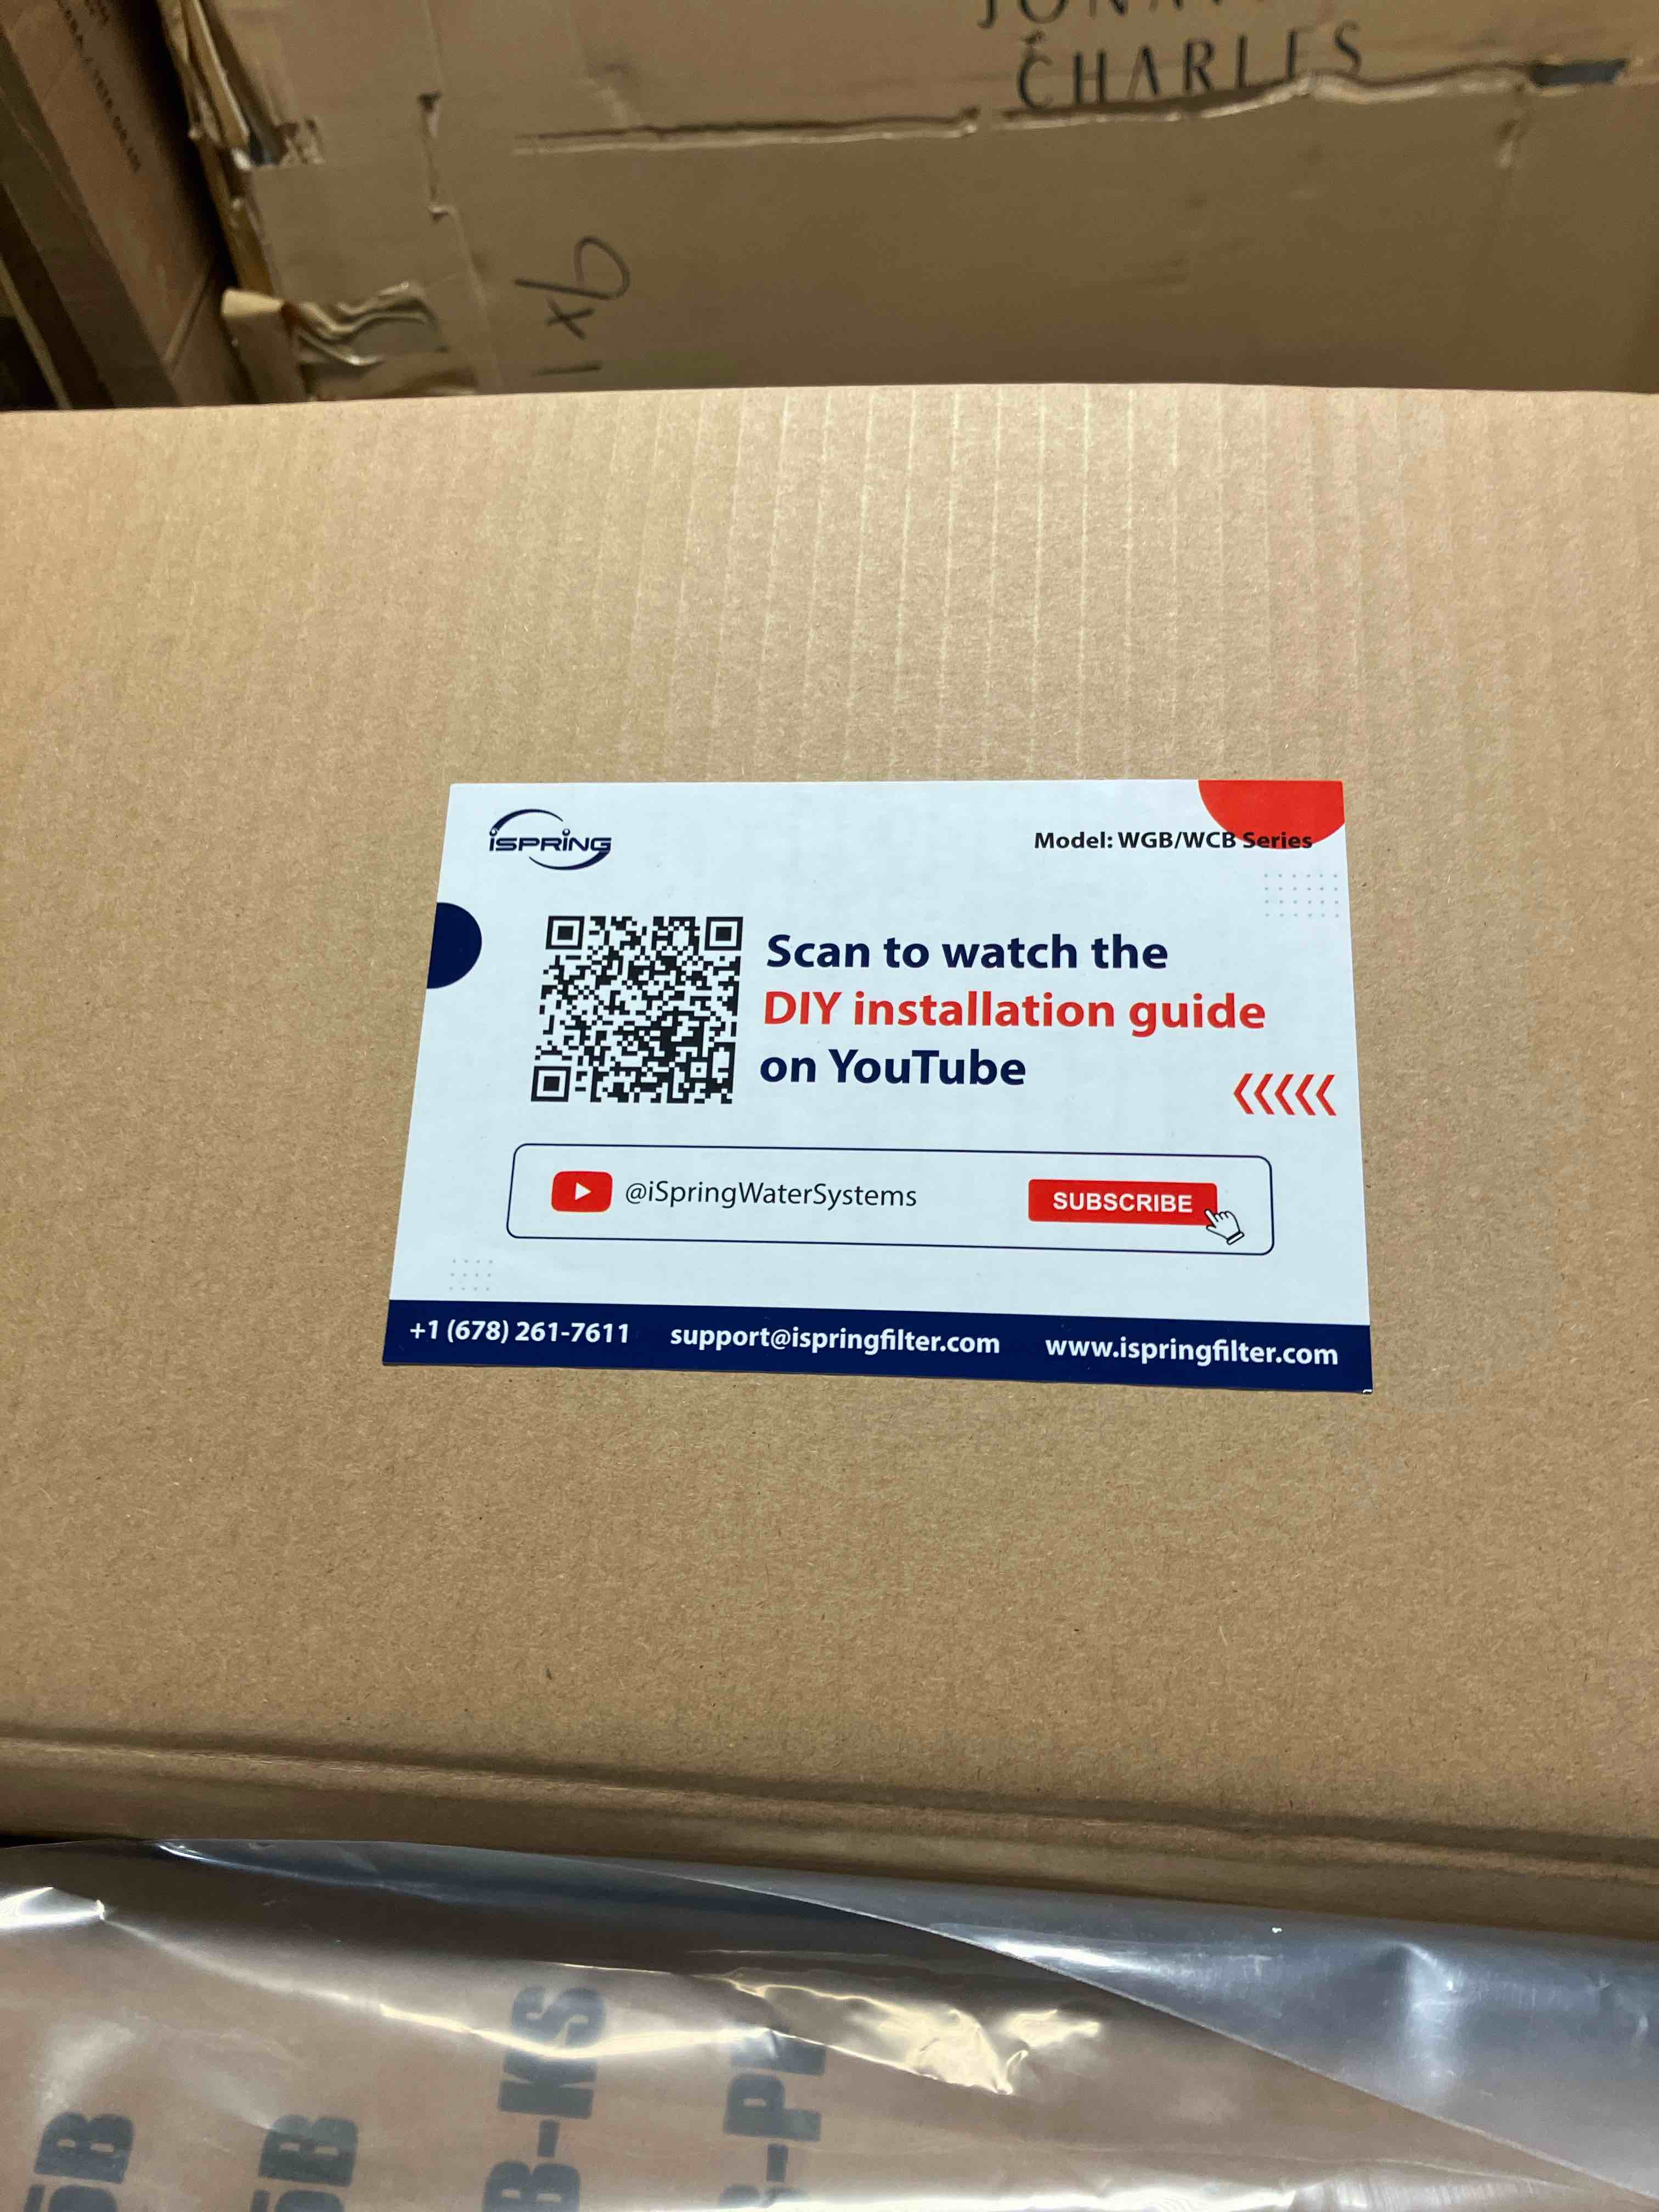 CHARLES
1x6
iSPRING
Model: WGB/WCB Series
Scan to watch the
DIY installation guide
on YouTube
@iSpringWaterSystems
SUBSCRIBE
+1 (678) 261-7611 support@ispringfilter.com www.ispringfilter.com
B-KS